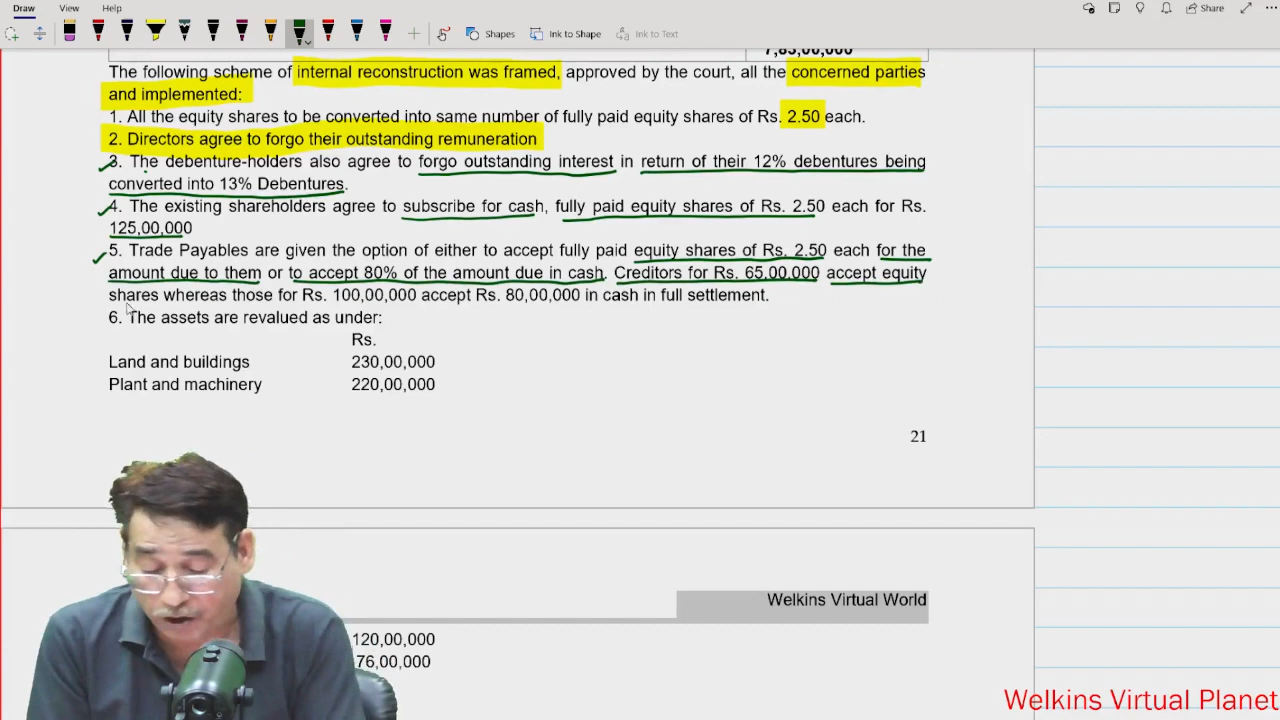 Draw View Help
Share
Shapes Ink to Shape Ink to Text
7,83,00,000
The following scheme of internal reconstruction was framed, approved by the court, all the concerned parties
and implemented:
1. All the equity shares to be converted into same number of fully paid equity shares of Rs. 2.50 each.
2. Directors agree to forgo their outstanding remuneration
3. The debenture-holders also agree to forgo outstanding interest in return of their 12% debentures being
converted into 13% Debentures.
4. The existing shareholders agree to subscribe for cash, fully paid equity shares of Rs. 2.50 each for Rs.
125,00,000
5. Trade Payables are given the option of either to accept fully paid equity shares of Rs. 2.50 each for the
amount due to them or to accept 80% of the amount due in cash. Creditors for Rs. 65,00,000 accept equity
shares whereas those for Rs. 100,00,000 accept Rs. 80,00,000 in cash in full settlement.
6. The assets are revalued as under:
Rs.
Land and buildings 230,00,000
Plant and machinery 220,00,000
21
Welkins Virtual World
120,00,000
76,00,000
Welkins Virtual Planet